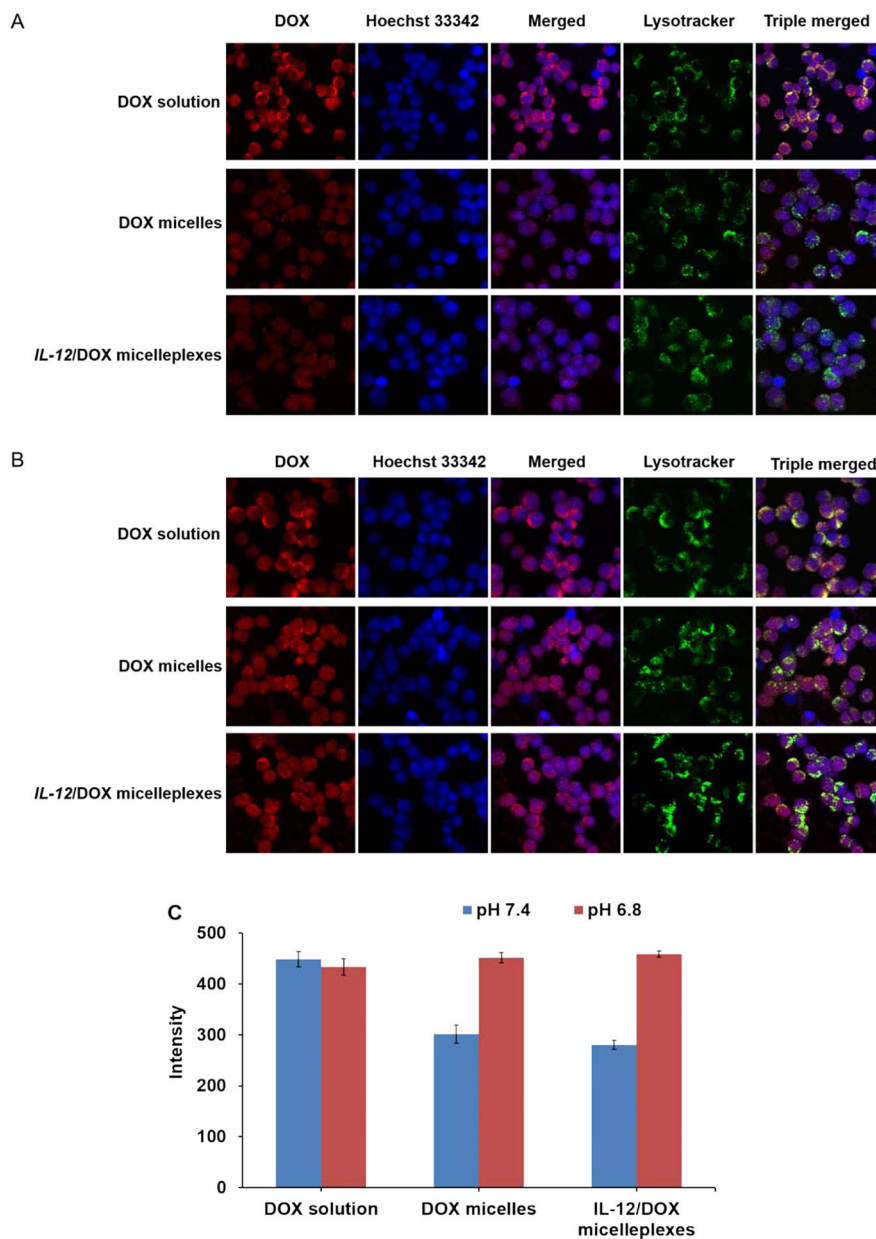 A
DOX Hoechst 33342 Merged Lysotracker Triple merged
DOX solution
DOX micelles
IL-12/DOX micelleplexes
B
DOX Hoechst 33342 Merged Lysotracker Triple merged
DOX solution
DOX micelles
IL-12/DOX micelleplexes
C
pH 7.4 pH 6.8
500
400
300
200
100
0
Intensity
DOX solution DOX micelles IL-12/DOX
micelleplexes